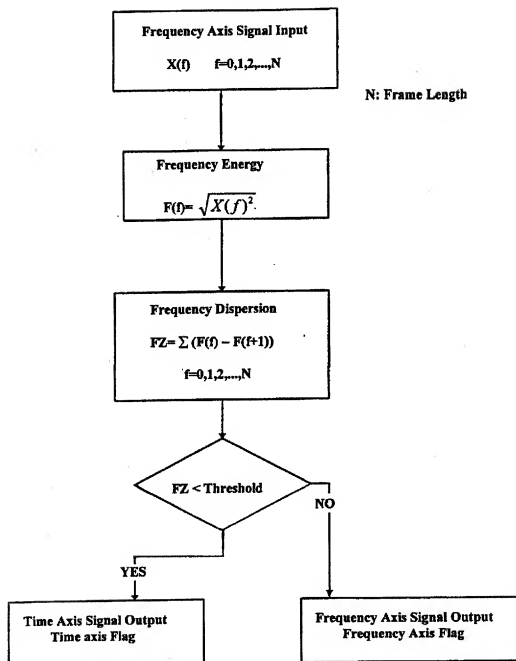 Frequency Axis Signal Input
X(f) f=0,1,2,...,N
N: Frame Length
Frequency Energy
F(f)= √X(f)².
Frequency Dispersion
FZ= ∑ (F(f) – F(f+1))
f=0,1,2,...,N
FZ < Threshold
NO
YES
Time Axis Signal Output
Time axis Flag
Frequency Axis Signal Output
Frequency Axis Flag